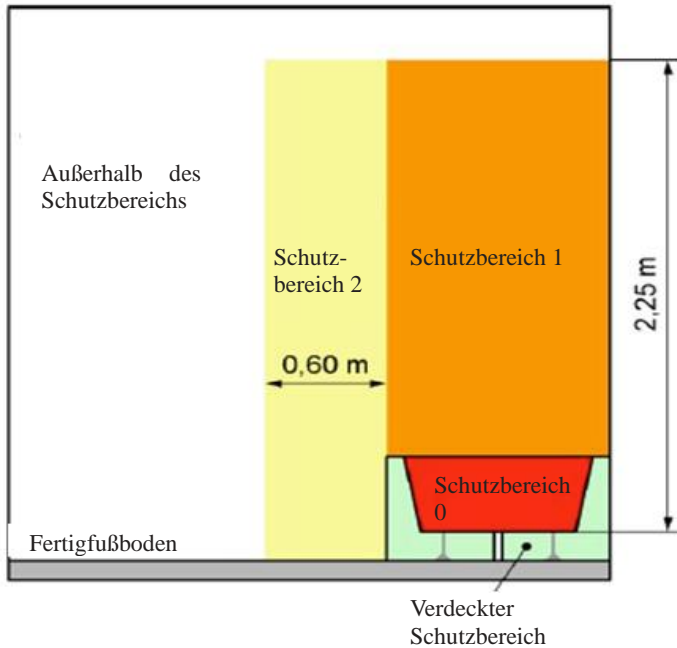 Außerhalb des
Schutzbereichs
Schutz-
bereich 2
Schutzbereich 1
2,25 m
0,60 m
Schutzbereich
0
Fertigfußboden
Verdeckter
Schutzbereich